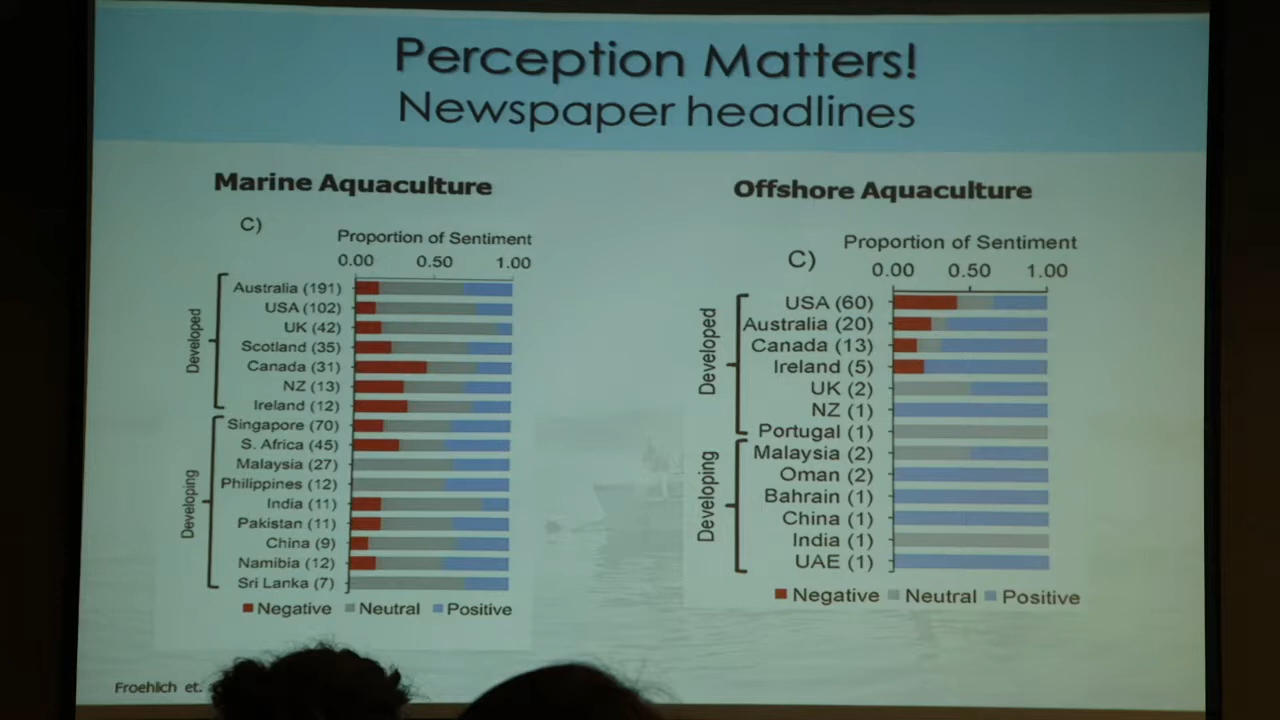 Perception Matters!
Newspaper headlines
Marine Aquaculture
C)
Proportion of Sentiment
0.00 0.50 1.00
Developed
Australia (191)
USA (102)
UK (42)
Scotland (35)
Canada (31)
NZ (13)
Ireland (12)
Developing
Singapore (70)
S. Africa (45)
Malaysia (27)
Philippines (12)
India (11)
Pakistan (11)
China (9)
Namibia (12)
Sri Lanka (7)
Negative Neutral Positive
Offshore Aquaculture
C)
Proportion of Sentiment
0.00 0.50 1.00
Developed
USA (60)
Australia (20)
Canada (13)
Ireland (5)
UK (2)
NZ (1)
Portugal (1)
Developing
Malaysia (2)
Oman (2)
Bahrain (1)
China (1)
India (1)
UAE (1)
Negative Neutral Positive
Froehlich et.